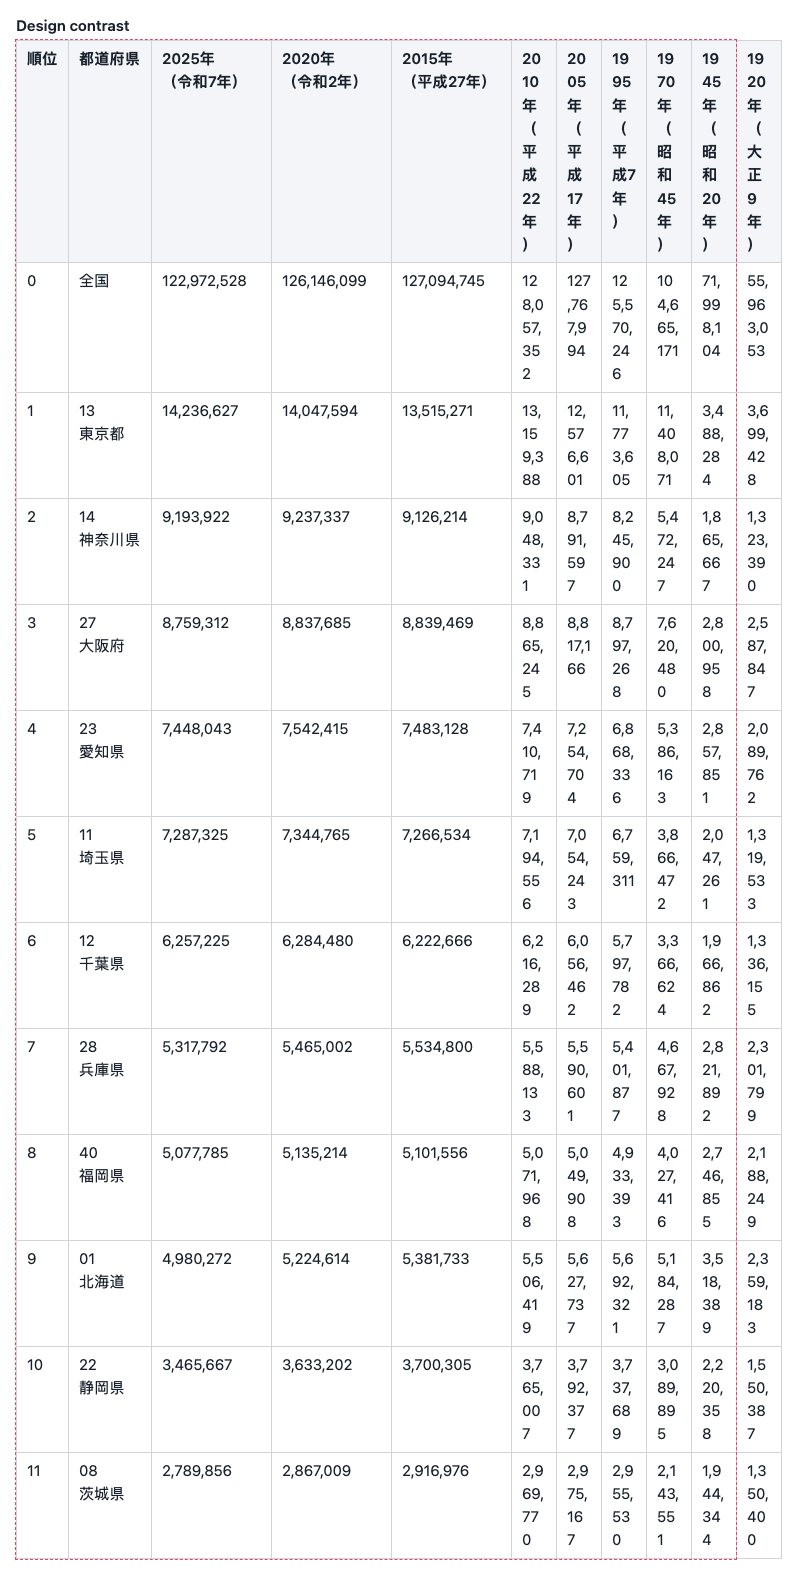 Design contrast
順位 都道府県 2025年（令和7年） 2020年（令和2年） 2015年（平成27年） 2010年（平成22年） 2005年（平成17年） 1995年（平成7年） 1970年（昭和45年） 1945年（昭和20年） 1920年（大正9年）
0 全国 122,972,528 126,146,099 127,094,745 128,057,352 127,767,994 125,570,246 104,665,171 71,998,104 55,963,053
1 13 東京都 14,236,627 14,047,594 13,515,271 13,159,388 12,576,601 11,773,605 11,408,071 3,488,284 3,699,428
2 14 神奈川県 9,193,922 9,237,337 9,126,214 9,048,331 8,791,597 8,245,900 5,472,247 1,865,667 1,323,390
3 27 大阪府 8,759,312 8,837,685 8,839,469 8,865,245 8,817,166 8,797,268 7,620,480 2,800,958 2,587,847
4 23 愛知県 7,448,043 7,542,415 7,483,128 7,410,719 7,254,704 6,868,336 5,386,163 2,857,851 2,089,762
5 11 埼玉県 7,287,325 7,344,765 7,266,534 7,194,556 7,054,243 6,759,311 3,866,472 2,047,261 1,319,533
6 12 千葉県 6,257,225 6,284,480 6,222,666 6,216,289 6,056,462 5,797,782 3,366,624 1,966,862 1,336,155
7 28 兵庫県 5,317,792 5,465,002 5,534,800 5,588,133 5,590,601 5,401,877 4,667,928 2,821,892 2,301,799
8 40 福岡県 5,077,785 5,135,214 5,101,556 5,071,968 5,049,908 4,933,393 4,027,416 2,746,855 2,188,249
9 01 北海道 4,980,272 5,224,614 5,381,733 5,506,419 5,627,737 5,692,321 5,184,287 3,518,389 2,359,183
10 22 静岡県 3,465,667 3,633,202 3,700,305 3,765,007 3,792,377 3,737,689 3,089,895 2,220,358 1,550,387
11 08 茨城県 2,789,856 2,867,009 2,916,976 2,969,770 2,975,167 2,955,530 2,143,551 1,944,344 1,350,400